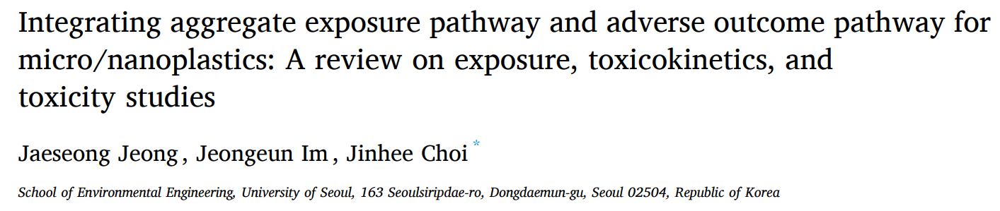 Integrating aggregate exposure pathway and adverse outcome pathway for
micro/nanoplastics: A review on exposure, toxicokinetics, and
toxicity studies
Jaeseong Jeong, Jeongeun Im, Jinhee Choi *
School of Environmental Engineering, University of Seoul, 163 Seoulsiripdae-ro, Dongdaemun-gu, Seoul 02504, Republic of Korea